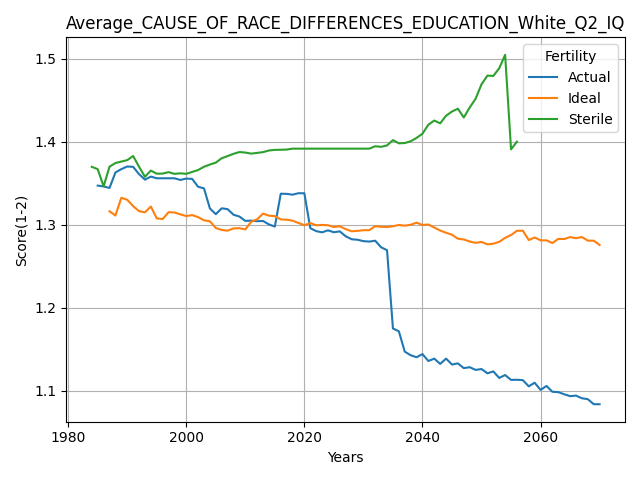 Average_CAUSE_OF_RACE_DIFFERENCES_EDUCATION_White_Q2_IQ
Fertility
Actual
Ideal
Sterile
Score(1-2)
1.5
1.4
1.3
1.2
1.1
1980 2000 2020 2040 2060
Years